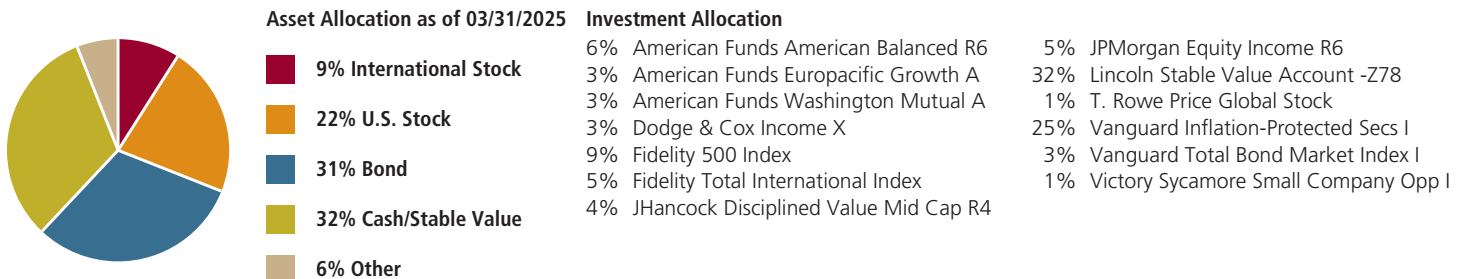 Asset Allocation as of 03/31/2025
9% International Stock
22% U.S. Stock
31% Bond
32% Cash/Stable Value
6% Other
Investment Allocation
6% American Funds American Balanced R6
3% American Funds Europacific Growth A
3% American Funds Washington Mutual A
3% Dodge & Cox Income X
9% Fidelity 500 Index
5% Fidelity Total International Index
4% JHancock Disciplined Value Mid Cap R4
5% JPMorgan Equity Income R6
32% Lincoln Stable Value Account -Z78
1% T. Rowe Price Global Stock
25% Vanguard Inflation-Protected Secs I
3% Vanguard Total Bond Market Index I
1% Victory Sycamore Small Company Opp I